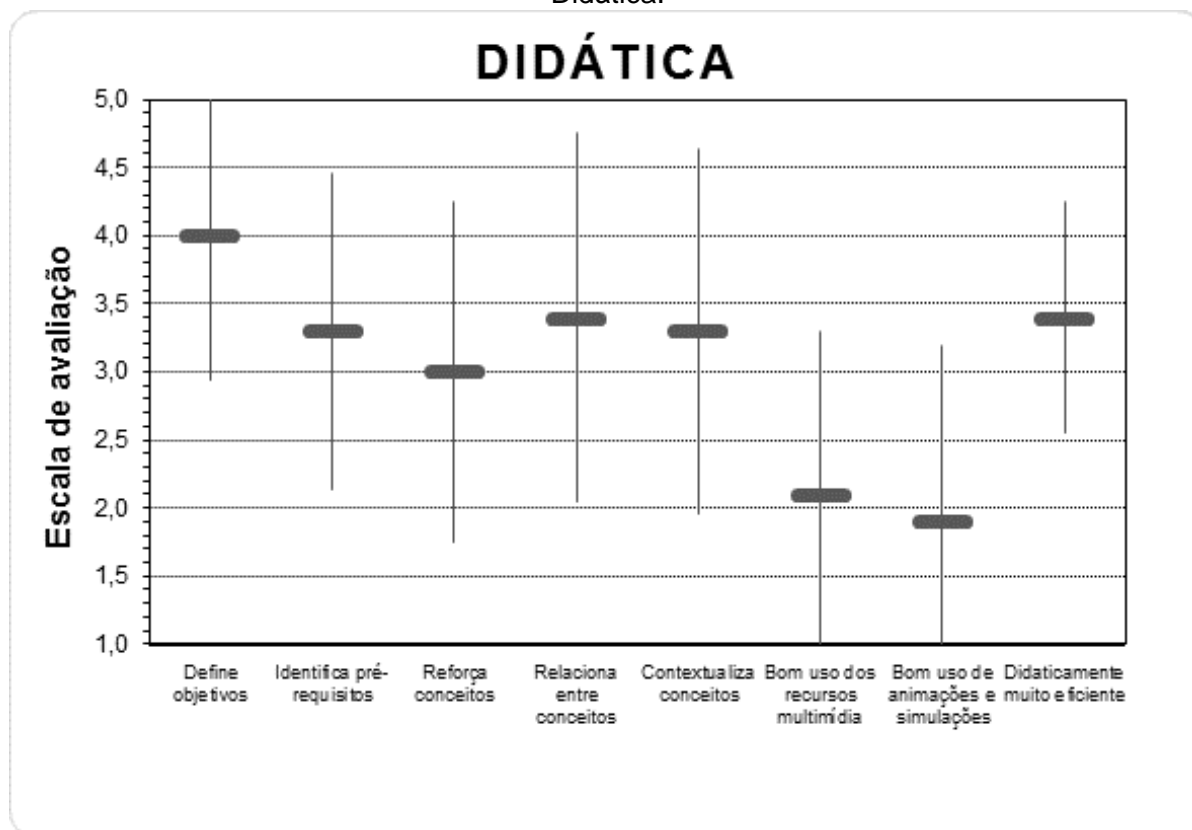 Didática.
DIDÁTICA
Escala de avaliação
5,0
4,5
4,0
3,5
3,0
2,5
2,0
1,5
1,0
Define
objetivos
Identifica pré-
requisitos
Reforça
conceitos
Relaciona
entre
conceitos
Contextualiza
conceitos
Bom uso dos
recursos
multimídia
Bom uso de
animações e
simulações
Didaticamente
muito eficiente